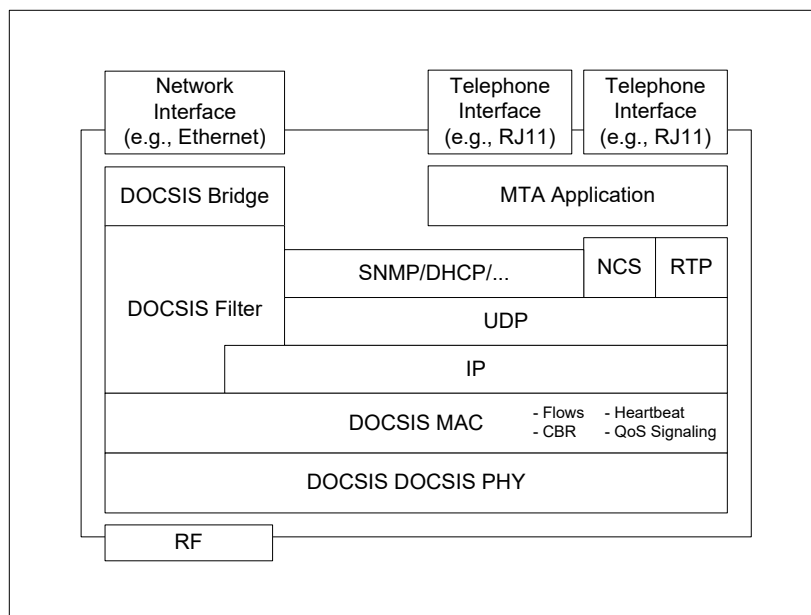 Network
Interface
(e.g., Ethernet)
Telephone
Interface
(e.g., RJ11)
Telephone
Interface
(e.g., RJ11)
DOCSIS Bridge
MTA Application
SNMP/DHCP/...
NCS
RTP
DOCSIS Filter
UDP
IP
DOCSIS MAC
- Flows
- Heartbeat
- CBR
- QoS Signaling
DOCSIS DOCSIS PHY
RF